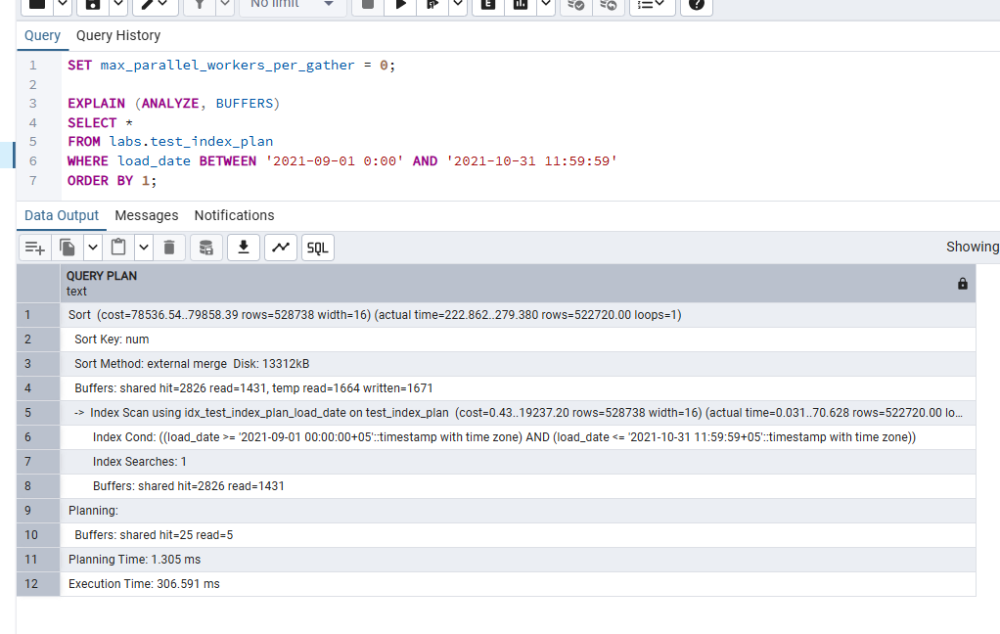 No limit
Query Query History
1 SET max_parallel_workers_per_gather = 0;
2
3 EXPLAIN (ANALYZE, BUFFERS)
4 SELECT *
5 FROM labs.test_index_plan
6 WHERE load_date BETWEEN '2021-09-01 0:00' AND '2021-10-31 11:59:59'
7 ORDER BY 1;
Data Output Messages Notifications
SQL Showing
QUERY PLAN
text
1 Sort (cost=78536.54..79858.39 rows=528738 width=16) (actual time=222.862..279.380 rows=522720.00 loops=1)
2 Sort Key: num
3 Sort Method: external merge Disk: 13312kB
4 Buffers: shared hit=2826 read=1431, temp read=1664 written=1671
5 -> Index Scan using idx_test_index_plan_load_date on test_index_plan (cost=0.43..19237.20 rows=528738 width=16) (actual time=0.031..70.628 rows=522720.00 lo...
6 Index Cond: ((load_date >= '2021-09-01 00:00:00+05'::timestamp with time zone) AND (load_date <= '2021-10-31 11:59:59+05'::timestamp with time zone))
7 Index Searches: 1
8 Buffers: shared hit=2826 read=1431
9 Planning:
10 Buffers: shared hit=25 read=5
11 Planning Time: 1.305 ms
12 Execution Time: 306.591 ms